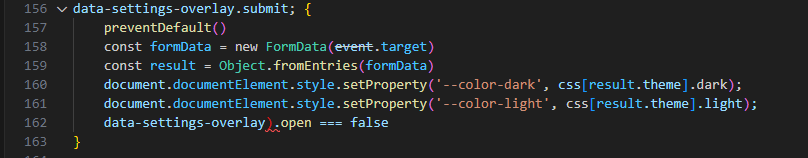 156 data-settings-overlay.submit; {
157 preventDefault()
158 const formData = new FormData(event.target)
159 const result = Object.fromEntries(formData)
160 document.documentElement.style.setProperty('--color-dark', css[result.theme].dark);
161 document.documentElement.style.setProperty('--color-light', css[result.theme].light);
162 data-settings-overlay).open === false
163 }